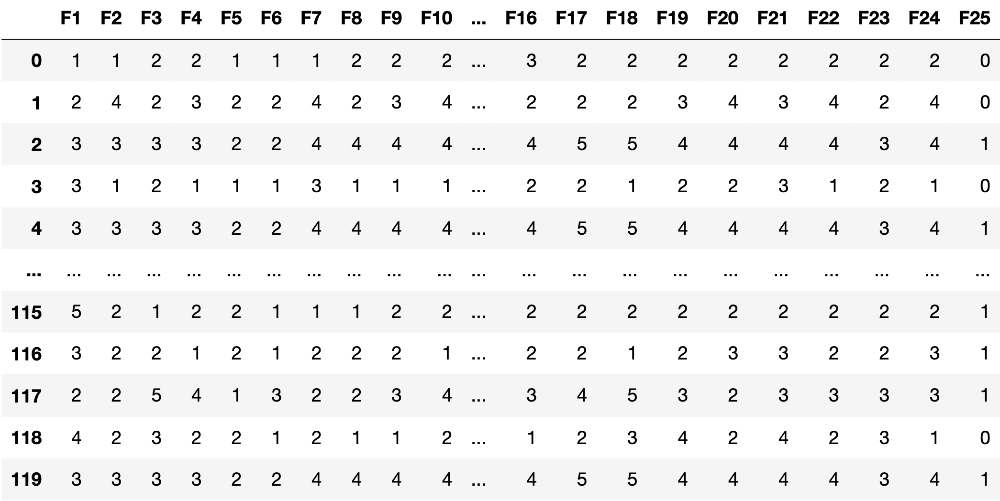 F1 F2 F3 F4 F5 F6 F7 F8 F9 F10 ... F16 F17 F18 F19 F20 F21 F22 F23 F24 F25
0 1 1 2 2 1 1 1 2 2 2 ... 3 2 2 2 2 2 2 2 2 0
1 2 4 2 3 2 2 4 2 3 4 ... 2 2 2 3 4 3 4 2 4 0
2 3 3 3 3 2 2 4 4 4 4 ... 4 5 5 4 4 4 4 3 4 1
3 3 1 2 1 1 1 3 1 1 1 ... 2 2 1 2 2 3 1 2 1 0
4 3 3 3 3 2 2 4 4 4 4 ... 4 5 5 4 4 4 4 3 4 1
... ... ... ... ... ... ... ... ... ... ... ... ... ... ... ... ... ... ... ... ... ...
115 5 2 1 2 2 1 1 1 2 2 ... 2 2 2 2 2 2 2 2 2 1
116 3 2 2 1 2 1 2 2 2 1 ... 2 2 1 2 3 3 2 2 3 1
117 2 2 5 4 1 3 2 2 3 4 ... 3 4 5 3 2 3 3 3 3 1
118 4 2 3 2 2 1 2 1 1 2 ... 1 2 3 4 2 4 2 3 1 0
119 3 3 3 3 2 2 4 4 4 4 ... 4 5 5 4 4 4 4 3 4 1